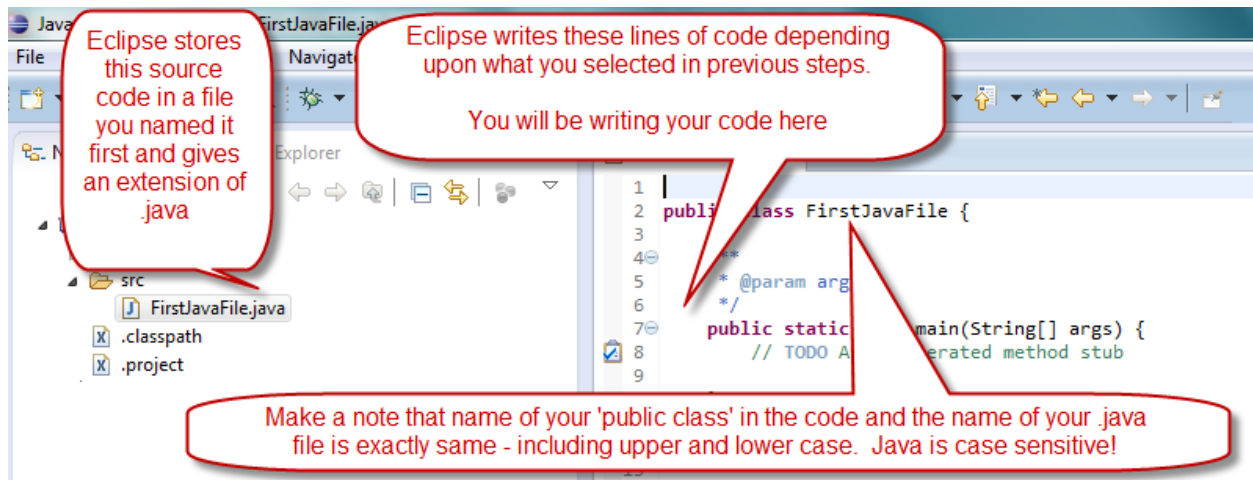 Java
FirstJavaFile.java
File
Navigat
Eclipse stores
this source
code in a file
you named it
first and gives
an extension of
.java
Eclipse writes these lines of code depending
upon what you selected in previous steps.
You will be writing your code here
Explorer
src
FirstJavaFile.java
.classpath
.project
1
2 public class FirstJavaFile {
3
4 **
5 * @param arg
6 */
7 public static main(String[] args) {
8 // TODO A erated method stub
9
Make a note that name of your 'public class' in the code and the name of your .java
file is exactly same - including upper and lower case. Java is case sensitive!